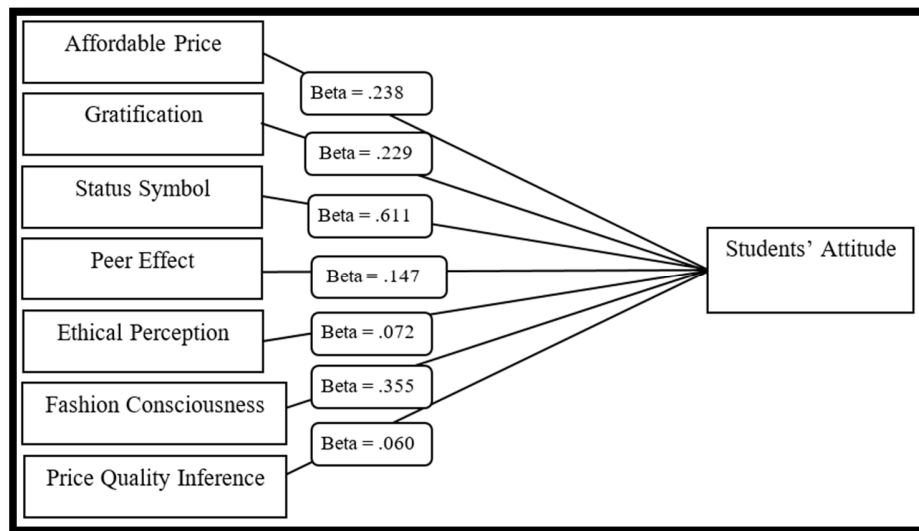 Affordable Price
Beta = .238
Gratification
Beta = .229
Status Symbol
Beta = .611
Peer Effect
Beta = .147
Students’ Attitude
Ethical Perception
Beta = .072
Fashion Consciousness
Beta = .355
Price Quality Inference
Beta = .060